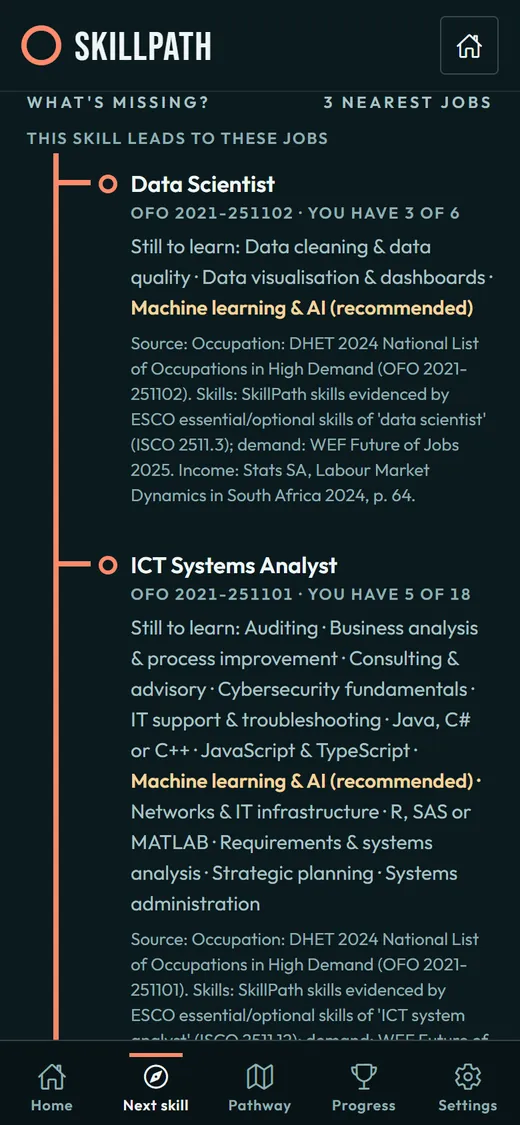 SKILLPATH
WHAT'S MISSING? 3 NEAREST JOBS
THIS SKILL LEADS TO THESE JOBS
Data Scientist
OFO 2021-251102 · YOU HAVE 3 OF 6
Still to learn: Data cleaning & data
quality · Data visualisation & dashboards ·
Machine learning & AI (recommended)
Source: Occupation: DHET 2024 National List
of Occupations in High Demand (OFO 2021-
251102). Skills: SkillPath skills evidenced by
ESCO essential/optional skills of 'data scientist'
(ISCO 2511.3); demand: WEF Future of Jobs
2025. Income: Stats SA, Labour Market
Dynamics in South Africa 2024, p. 64.
ICT Systems Analyst
OFO 2021-251101 · YOU HAVE 5 OF 18
Still to learn: Auditing · Business analysis
& process improvement · Consulting &
advisory · Cybersecurity fundamentals ·
IT support & troubleshooting · Java, C#
or C++ · JavaScript & TypeScript ·
Machine learning & AI (recommended) ·
Networks & IT infrastructure · R, SAS or
MATLAB · Requirements & systems
analysis · Strategic planning · Systems
administration
Source: Occupation: DHET 2024 National List
of Occupations in High Demand (OFO 2021-
251101). Skills: SkillPath skills evidenced by
ESCO essential/optional skills of 'ICT system
analyst' (ISCO 2511.12); demand: WEF Future of
Home
Next skill
Pathway
Progress
Settings